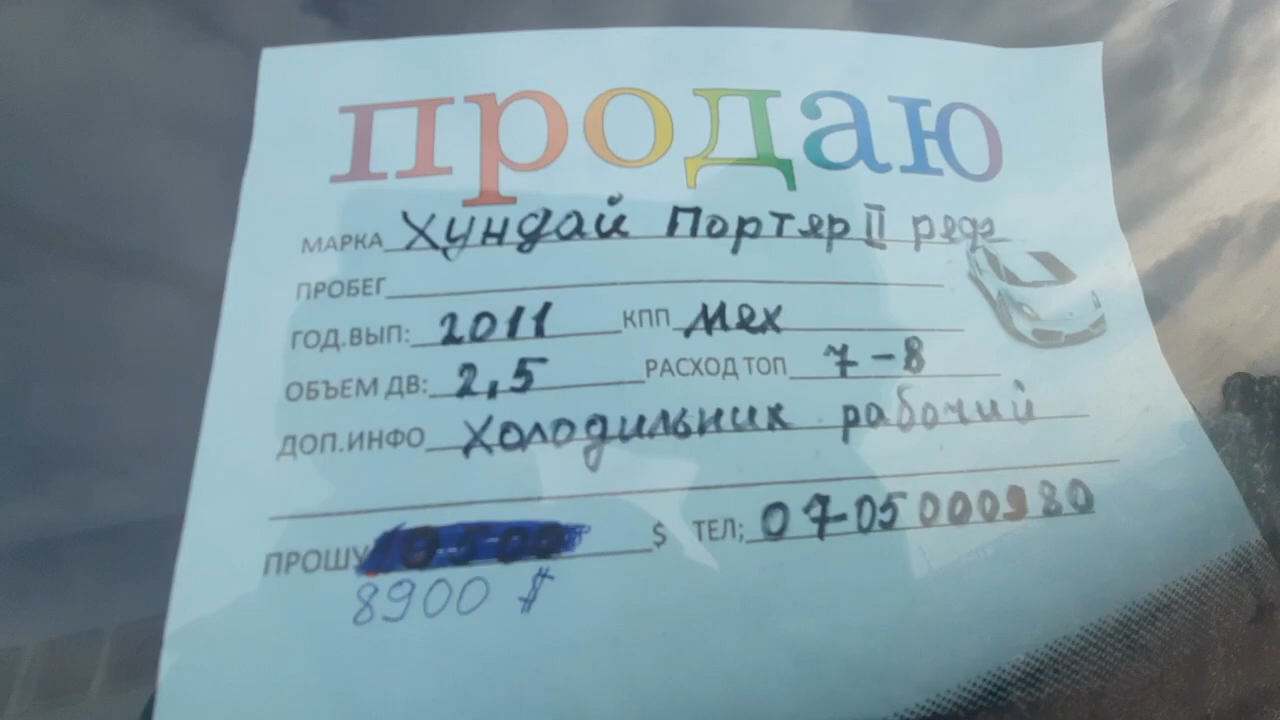 продаю
МАРКА Хундай Портер II
ПРОБЕГ
ГОД.ВЫП: 2011 КПП Мех
ОБЪЕМ ДВ: 2,5 РАСХОД ТОП 7-8
ДОП.ИНФО Холодильник рабочий
ПРОШУ 10500 $ ТЕЛ; 0705000980
8900 $